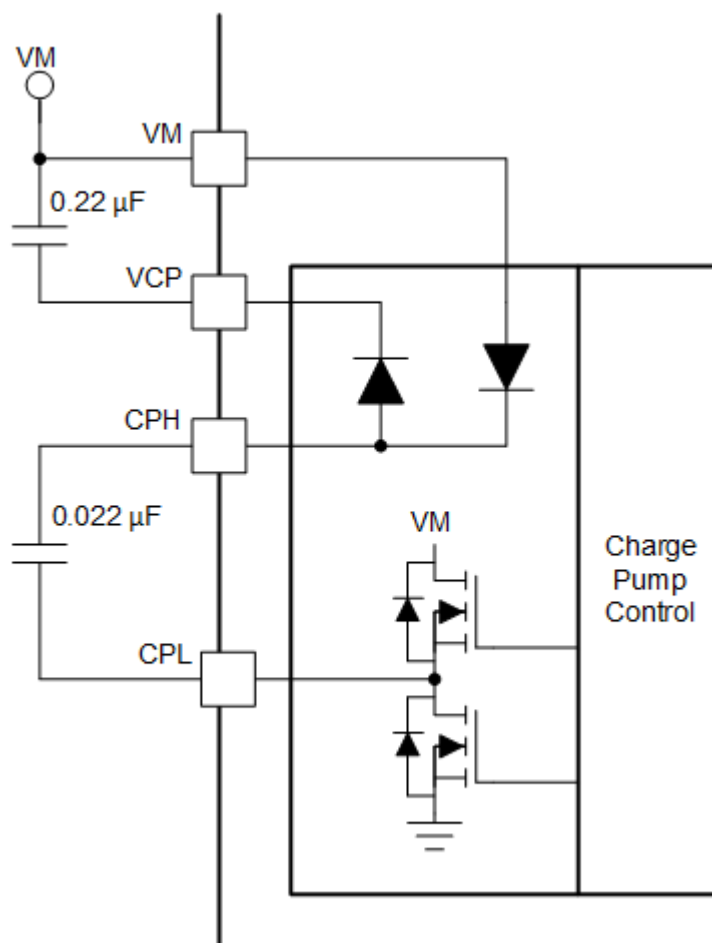 VM
VM
0.22 µF
VCP
CPH
0.022 µF
VM
Charge
Pump
Control
CPL